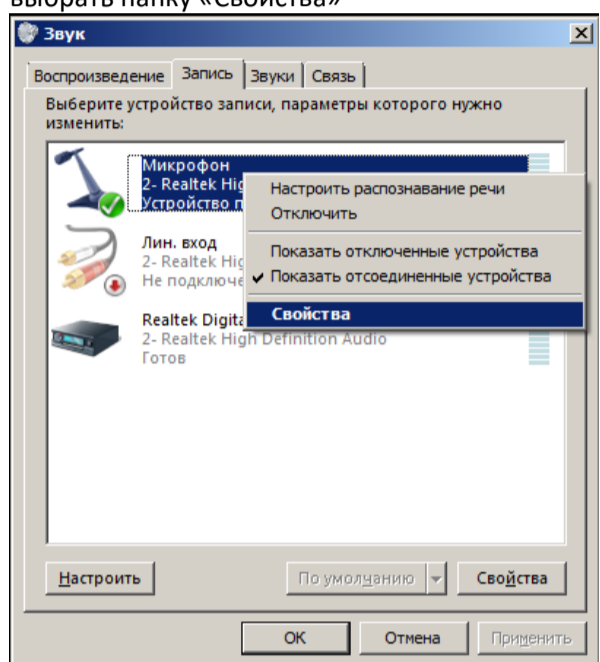 выбрать папку «Свойства»
Звук
Воспроизведение Запись Звуки Связь
Выберите устройство записи, параметры которого нужно
изменить:
Микрофон
2- Realtek Hig
Устройство п
Настроить распознавание речи
Отключить
Показать отключенные устройства
Показать отсоединенные устройства
Свойства
Лин. вход
2- Realtek Hig
Не подключе
Realtek Digita
2- Realtek High Definition Audio
Готов
Настроить По умолчанию Свойства
OK Отмена Применить